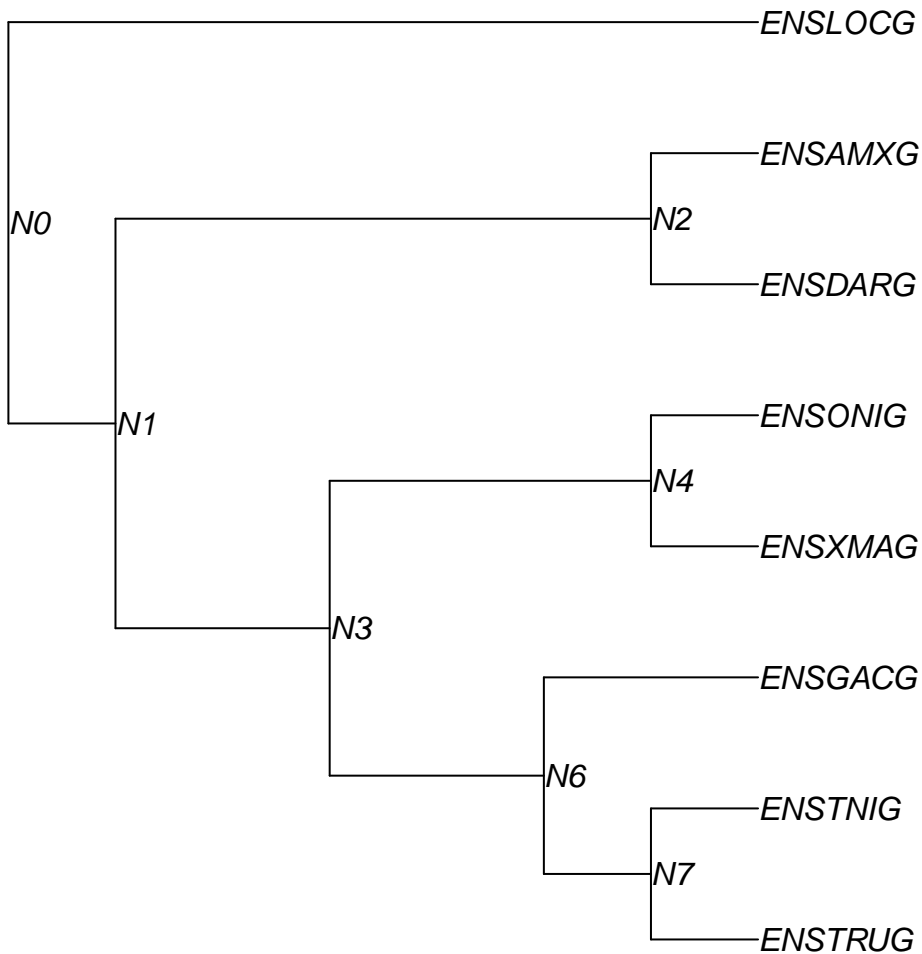 ENSLOCG
ENSAMXG
N0
N2
ENSDARG
ENSONIG
N1
N4
ENSXMAG
N3
ENSGACG
N6
ENSTNIG
N7
ENSTRUG